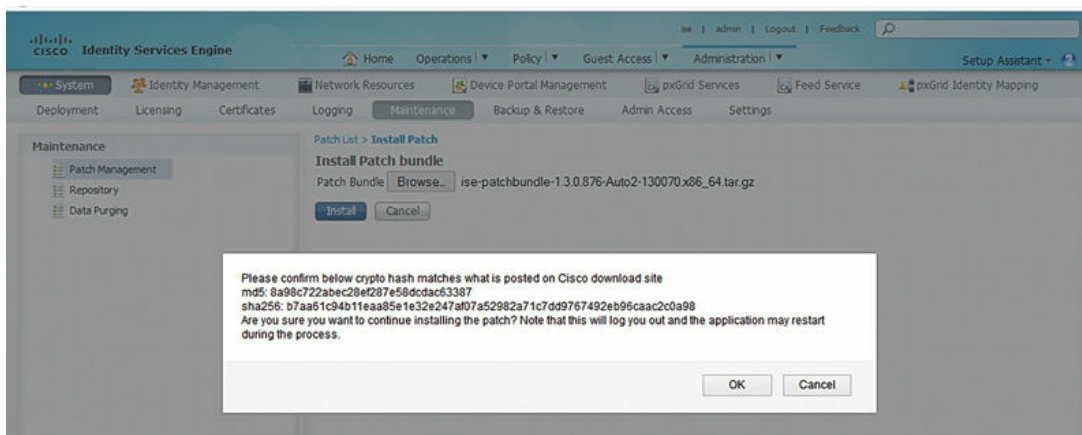 ise | admin | Logout | Feedback
cisco Identity Services Engine
Home Operations Policy Guest Access Administration Setup Assistant
System Identity Management Network Resources Device Portal Management pxGrid Services Feed Service pxGrid Identity Mapping
Deployment Licensing Certificates Logging Maintenance Backup & Restore Admin Access Settings
Maintenance
Patch Management
Repository
Data Purging
Patch List > Install Patch
Install Patch bundle
Patch Bundle Browse_ ise-patchbundle-1.3.0.876-Auto2-130070.x86_64.tar.gz
Install Cancel
Please confirm below crypto hash matches what is posted on Cisco download site
md5: 8a98c722abec28ef287e58dcdac63387
sha256: b7aa61c94b11eaa85e1e32e247af07a52982a71c7dd9767492eb96caac2c0a98
Are you sure you want to continue installing the patch? Note that this will log you out and the application may restart
during the process.
OK Cancel